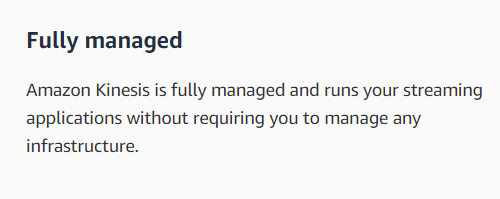 Fully managed
Amazon Kinesis is fully managed and runs your streaming
applications without requiring you to manage any
infrastructure.